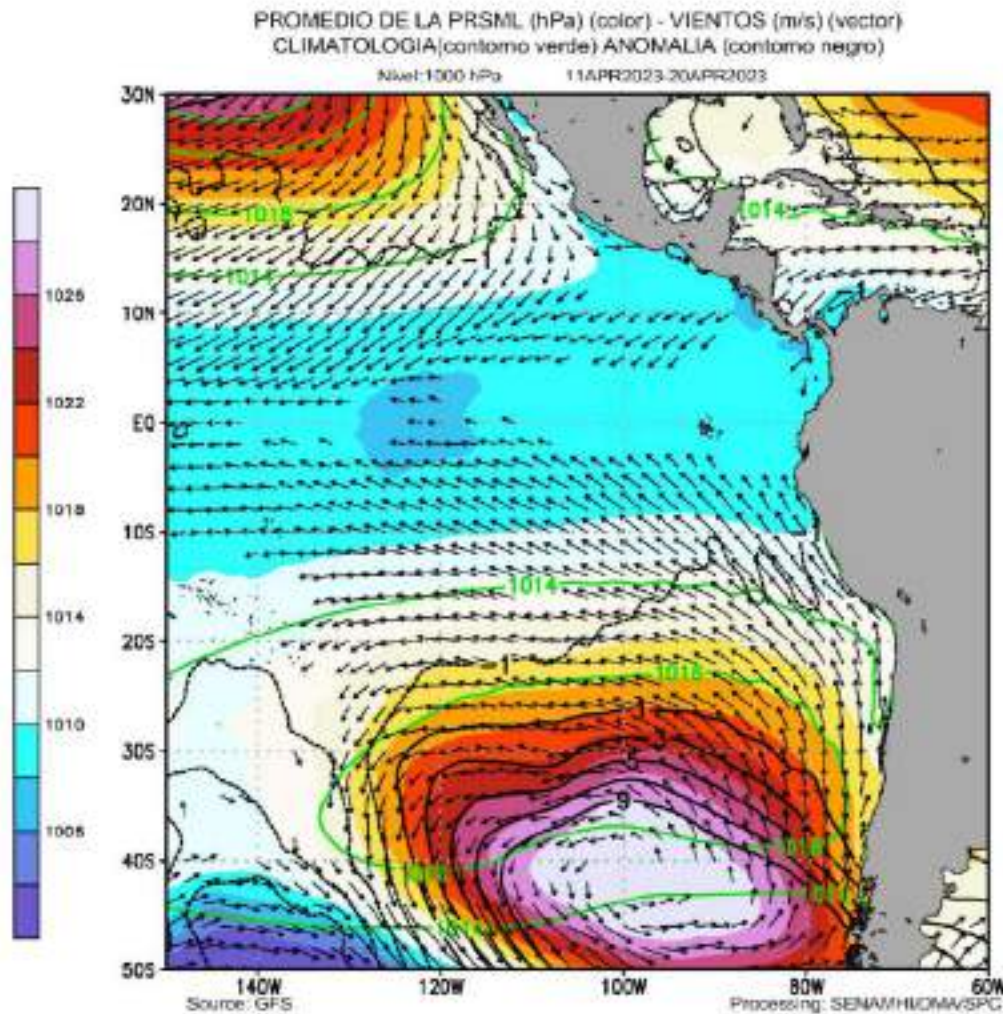 PROMEDIO DE LA PRSML (hPa) (color) - VIENTOS (m/s) (vector)
CLIMATOLOGIA(contorno verde) ANOMALIA (contorno negro)
Nivel:1000 hPa 11APR2023-20APR2023
30N
20N
10N
EQ
10S
20S
30S
40S
50S
1026
1022
1018
1014
1010
1006
1018
1014
1014
-1
1014
1018
1
9
140W
120W
100W
80W
60W
Source: GFS
Processing: SENAMHI/DMA/SPC